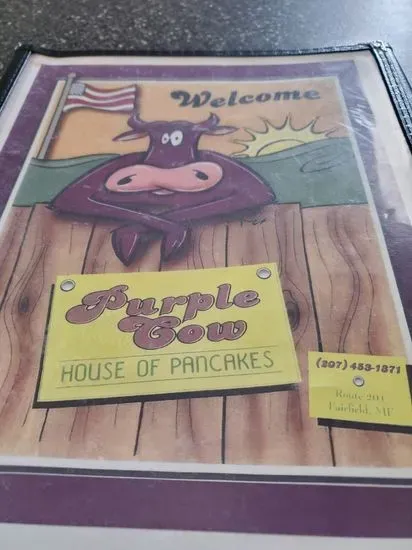 Welcome
Purple
Cow
HOUSE OF PANCAKES
(207) 453-1871
Route 201
Fairfield, ME